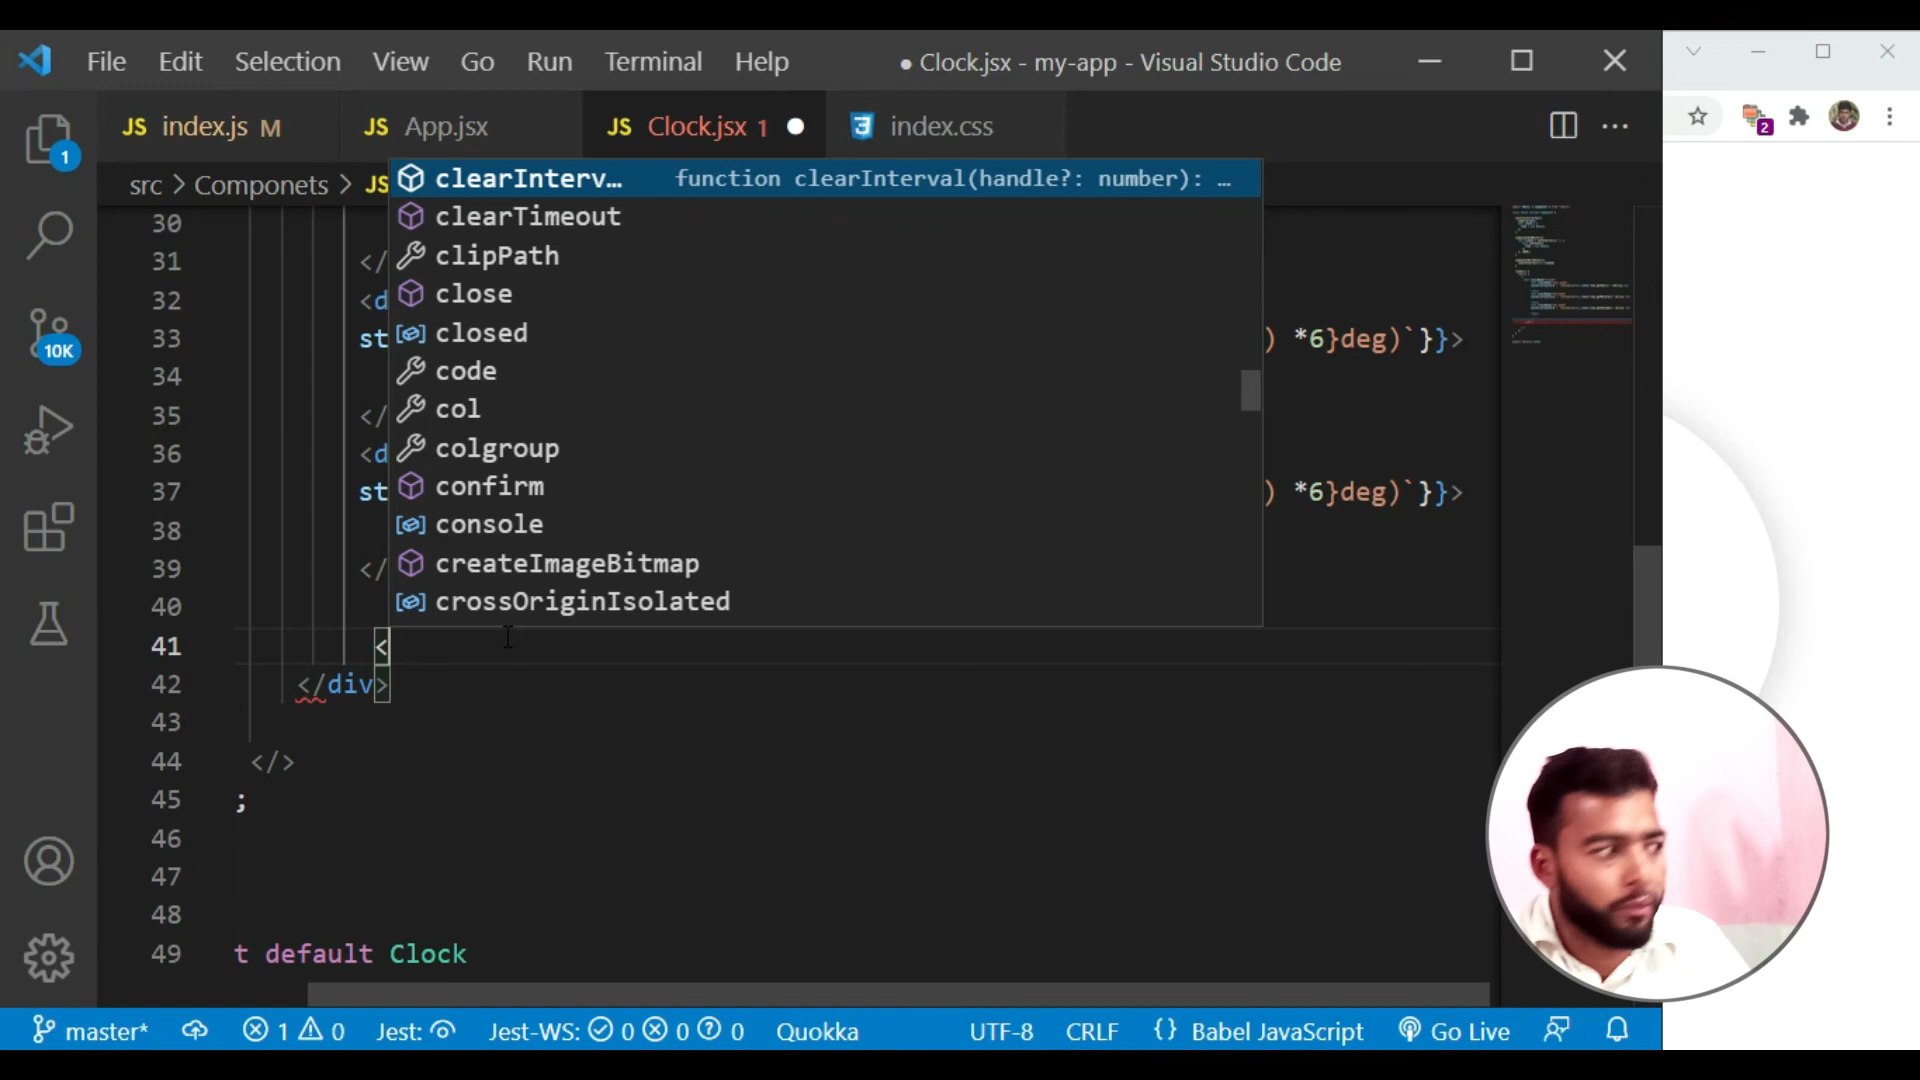 File Edit Selection View Go Run Terminal Help ● Clock.jsx - my-app - Visual Studio Code
JS index.js M JS App.jsx JS Clock.jsx 1 index.css
2
1
src > Componets > JS
clearInterv… function clearInterval(handle?: number): …
clearTimeout
clipPath
close
closed
code
col
colgroup
confirm
console
createImageBitmap
crossOriginIsolated
30
31 </
32 <d
33 st ) *6}deg)`}}>
34
35 </
36 <d
37 st ) *6}deg)`}}>
38
39 </
40
41 <
42 </div>
43
44 </>
45 ;
46
47
48
49 t default Clock
10K
master* 1 0 Jest: Jest-WS: 0 0 0 Quokka UTF-8 CRLF {} Babel JavaScript Go Live